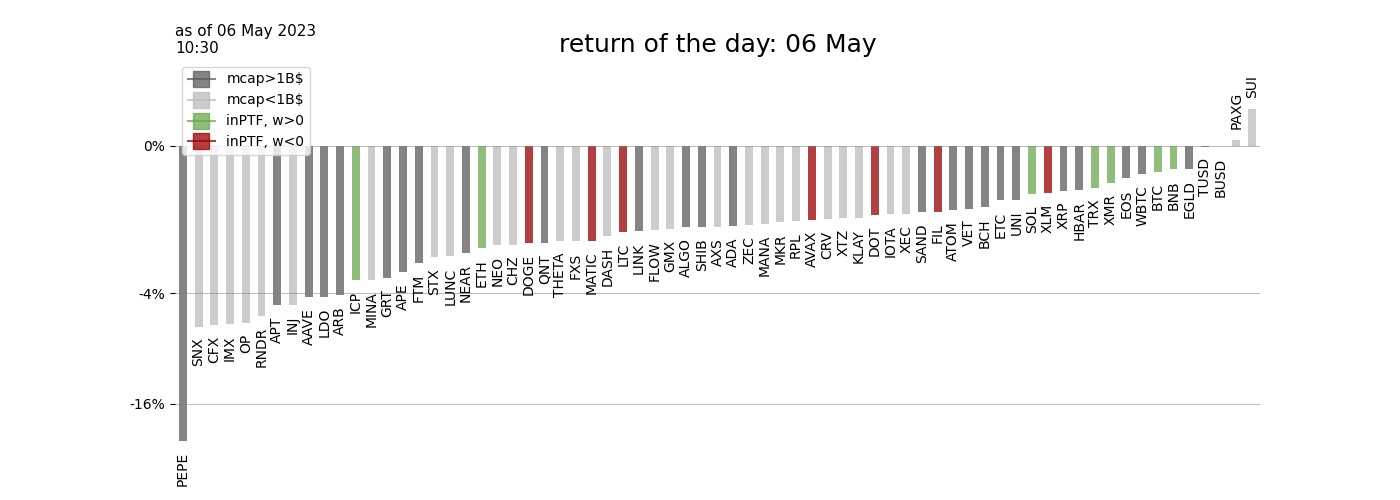 as of 06 May 2023
10:30
return of the day: 06 May
mcap>1B$
mcap<1B$
inPTF, w>0
inPTF, w<0
0%
-4%
-16%
PEPE
SNX
CFX
IMX
OP
RNDR
APT
INJ
AAVE
LDO
ARB
ICP
MINA
GRT
APE
FTM
STX
LUNC
NEAR
ETH
NEO
CHZ
DOGE
QNT
THETA
FXS
MATIC
DASH
LTC
LINK
FLOW
GMX
ALGO
SHIB
AXS
ADA
ZEC
MANA
MKR
RPL
AVAX
CRV
XTZ
KLAY
DOT
IOTA
XEC
SAND
FIL
ATOM
VET
BCH
ETC
UNI
SOL
XLM
XRP
HBAR
TRX
XMR
EOS
WBTC
BTC
BNB
EGLD
TUSD
BUSD
PAXG
SUI